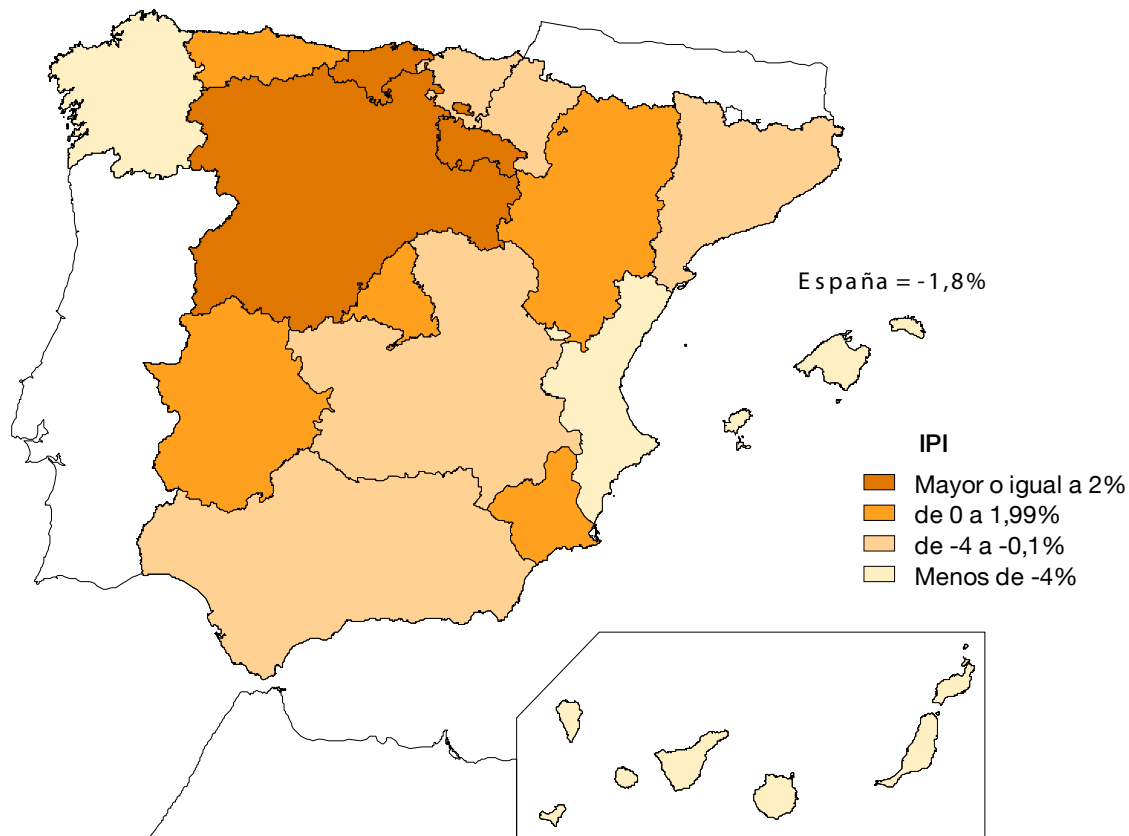 España = -1,8%
IPI
Mayor o igual a 2%
de 0 a 1,99%
de -4 a -0,1%
Menos de -4%